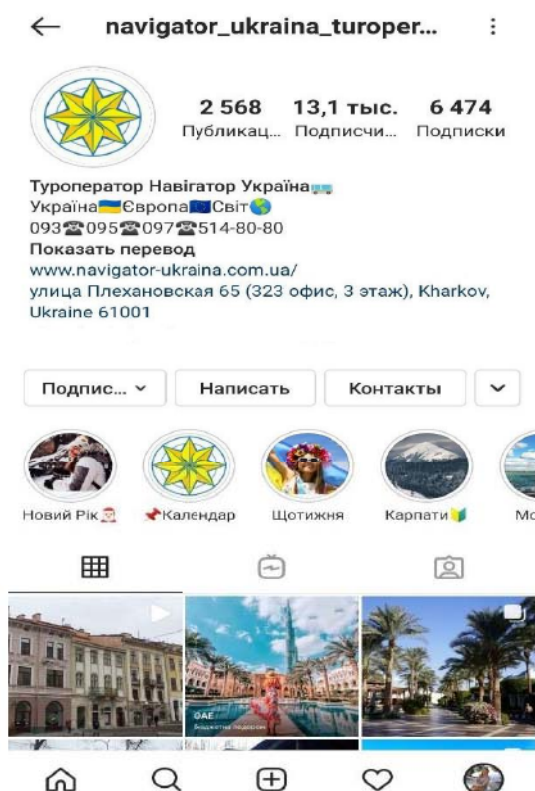 navigator_ukraina_turoper...
2 568 13,1 тыс. 6 474
Публикац... Подписчи... Подписки
Туроператор Навігатор Україна
Україна🇺🇦Європа🇪🇺Світ🌎
093☎095☎097☎514-80-80
Показать перевод
www.navigator-ukraina.com.ua/
улица Плехановская 65 (323 офис, 3 этаж), Kharkov,
Ukraine 61001
Подпис... Написать Контакты
Новий Рік🎅 📌Календар Щотижня Карпати🔰 Мо
ОАЕ